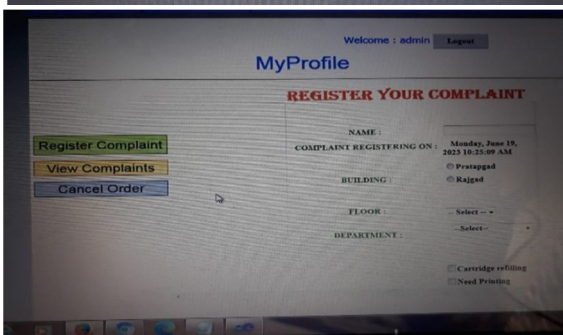 Welcome : admin Logout
MyProfile
REGISTER YOUR COMPLAINT
NAME :
Register Complaint
COMPLAINT REGISTERING ON : Monday, June 19,
2023 10:25:09 AM
View Complaints
Pratapgad
BUILDING : Rajgad
Cancel Order
FLOOR : -- Select -- 
DEPARTMENT : --Select--
Cartridge refilling
Need Printing